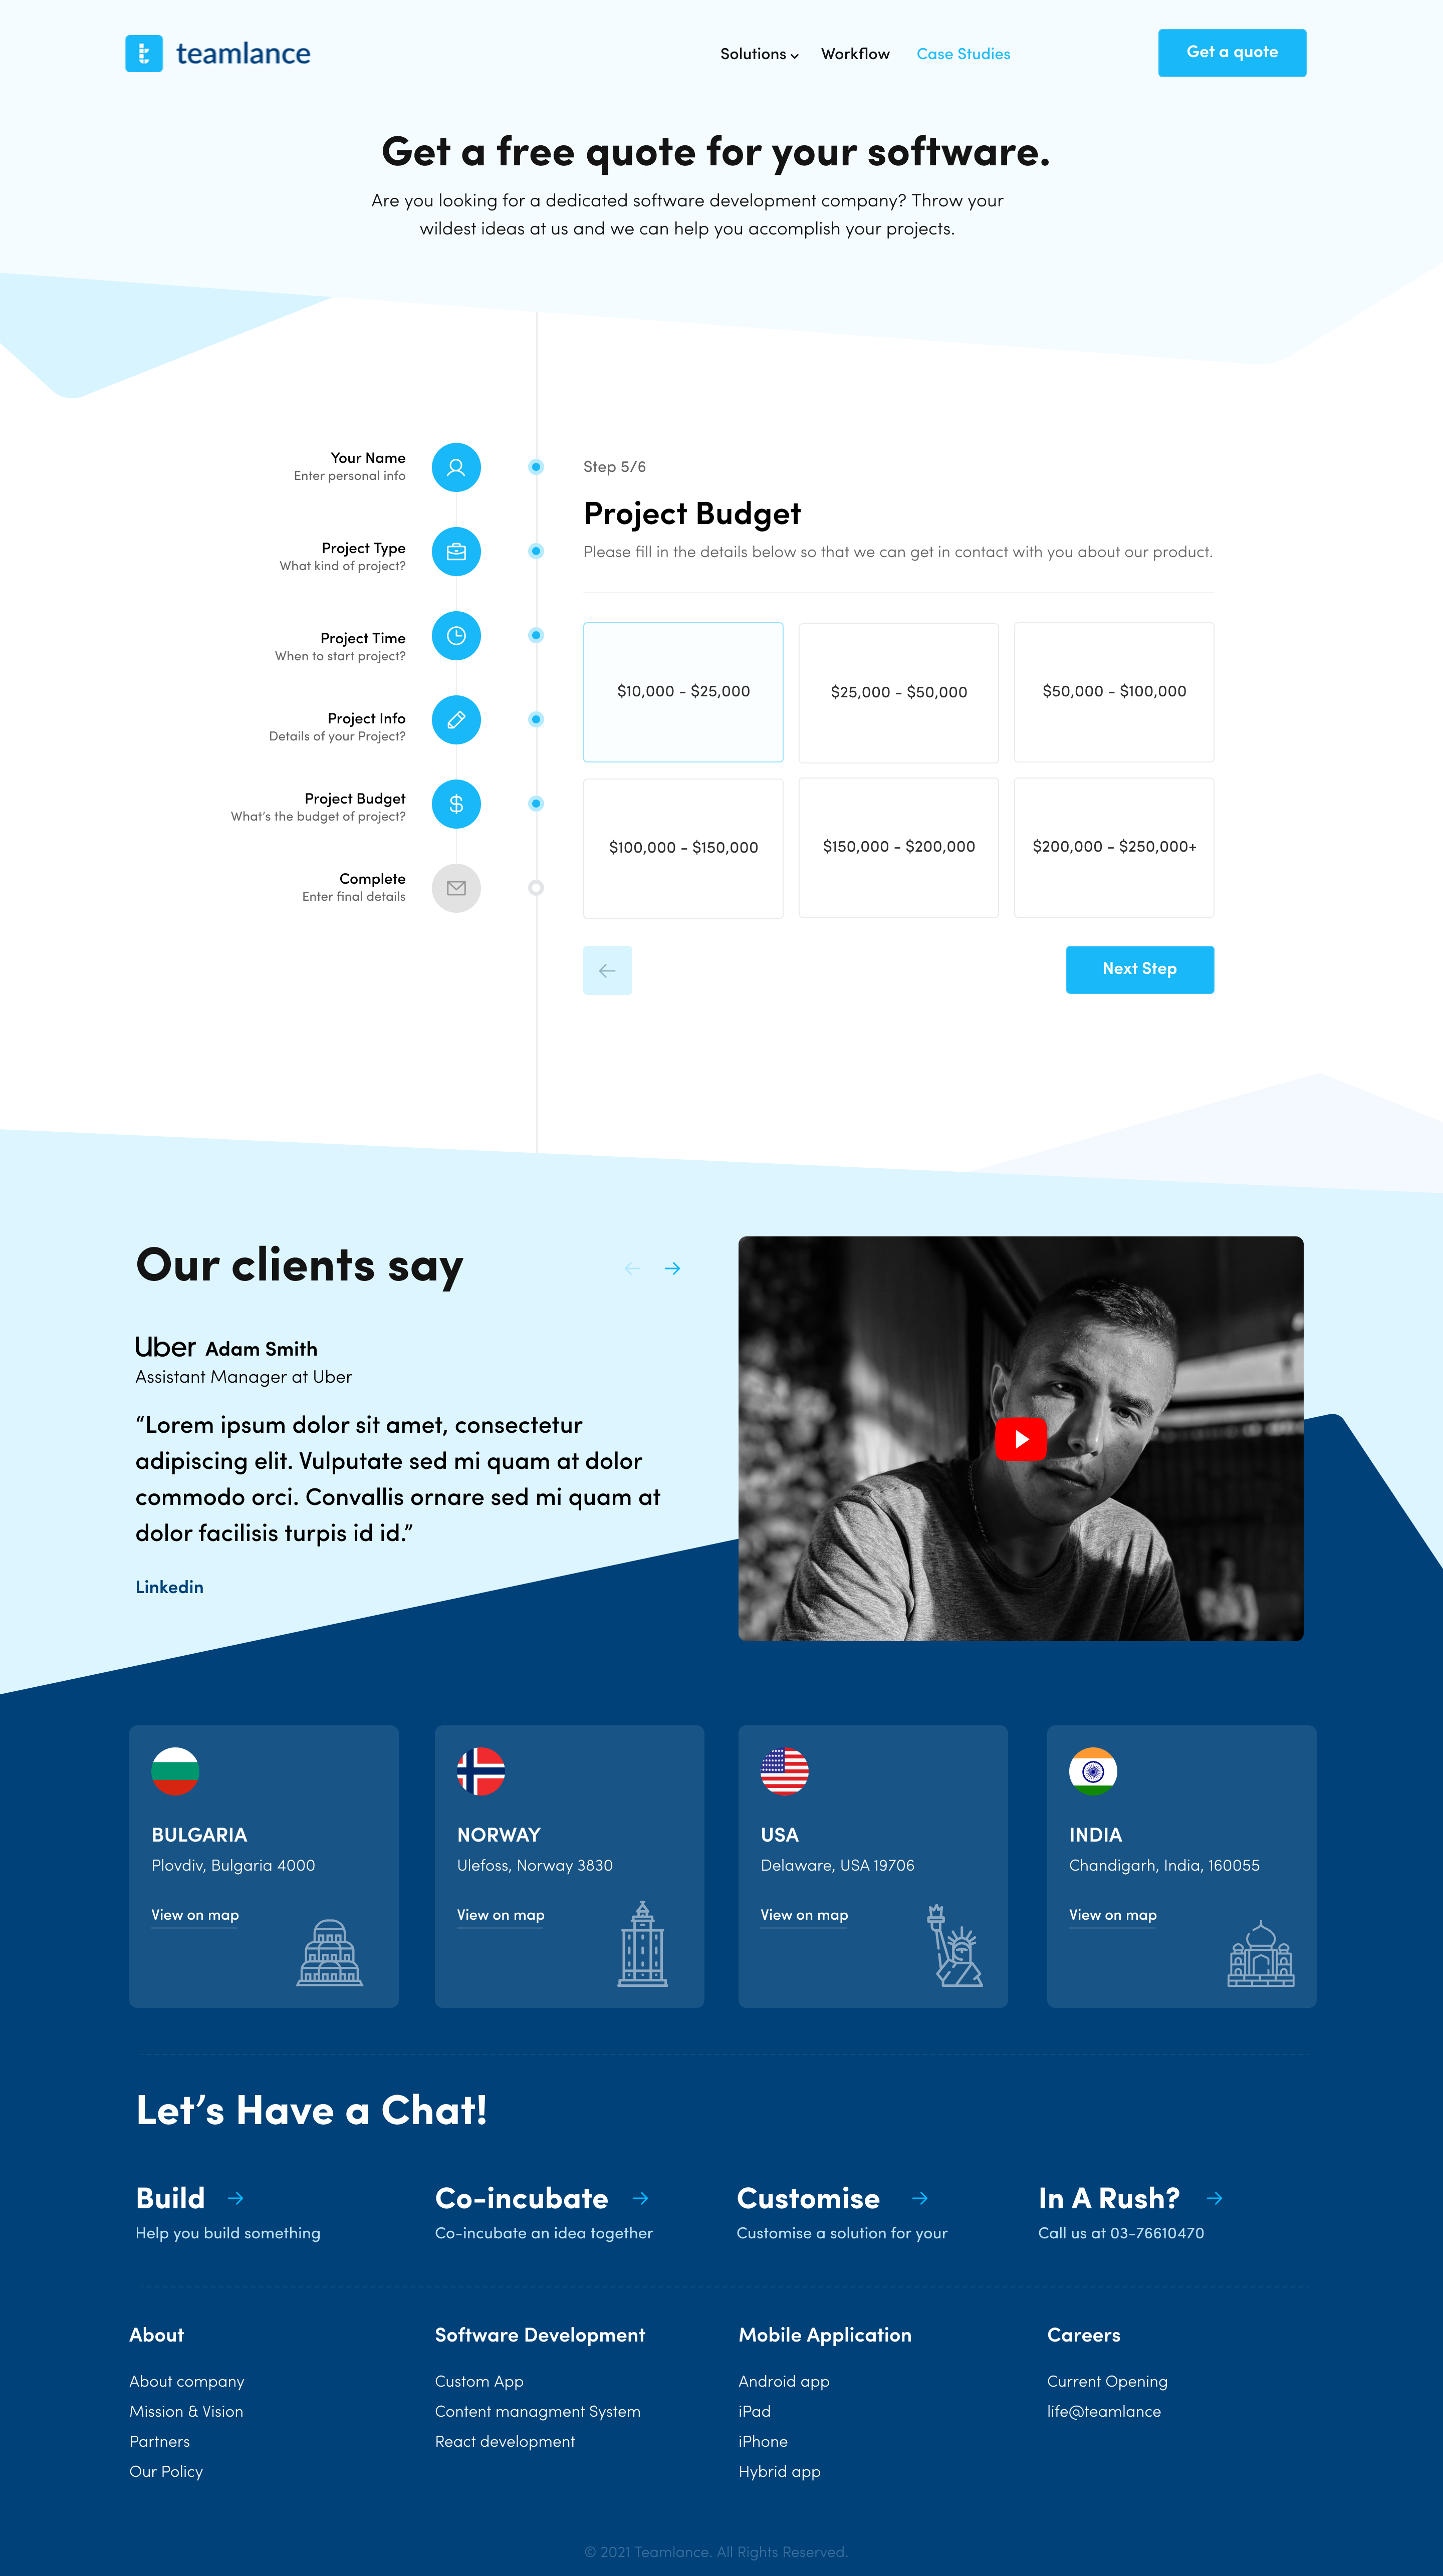 teamlance
Solutions
Workflow
Case Studies
Get a quote
Get a free quote for your software.
Are you looking for a dedicated software development company? Throw your
wildest ideas at us and we can help you accomplish your projects.
Your Name
Enter personal info
Project Type
What kind of project?
Project Time
When to start project?
Project Info
Details of your Project?
Project Budget
What's the budget of project?
Complete
Enter final details
Step 5/6
Project Budget
Please fill in the details below so that we can get in contact with you about our product.
$10,000 - $25,000
$25,000 - $50,000
$50,000 - $100,000
$100,000 - $150,000
$150,000 - $200,000
$200,000 - $250,000+
Next Step
Our clients say
Uber Adam Smith
Assistant Manager at Uber
“Lorem ipsum dolor sit amet, consectetur
adipiscing elit. Vulputate sed mi quam at dolor
commodo orci. Convallis ornare sed mi quam at
dolor facilisis turpis id id.”
Linkedin
BULGARIA
Plovdiv, Bulgaria 4000
View on map
NORWAY
Ulefoss, Norway 3830
View on map
USA
Delaware, USA 19706
View on map
INDIA
Chandigarh, India, 160055
View on map
Let’s Have a Chat!
Build
Help you build something
Co-incubate
Co-incubate an idea together
Customise
Customise a solution for your
In A Rush?
Call us at 03-76610470
About
About company
Mission & Vision
Partners
Our Policy
Software Development
Custom App
Content managment System
React development
Mobile Application
Android app
iPad
iPhone
Hybrid app
Careers
Current Opening
life@teamlance
© 2021 Teamlance. All Rights Reserved.